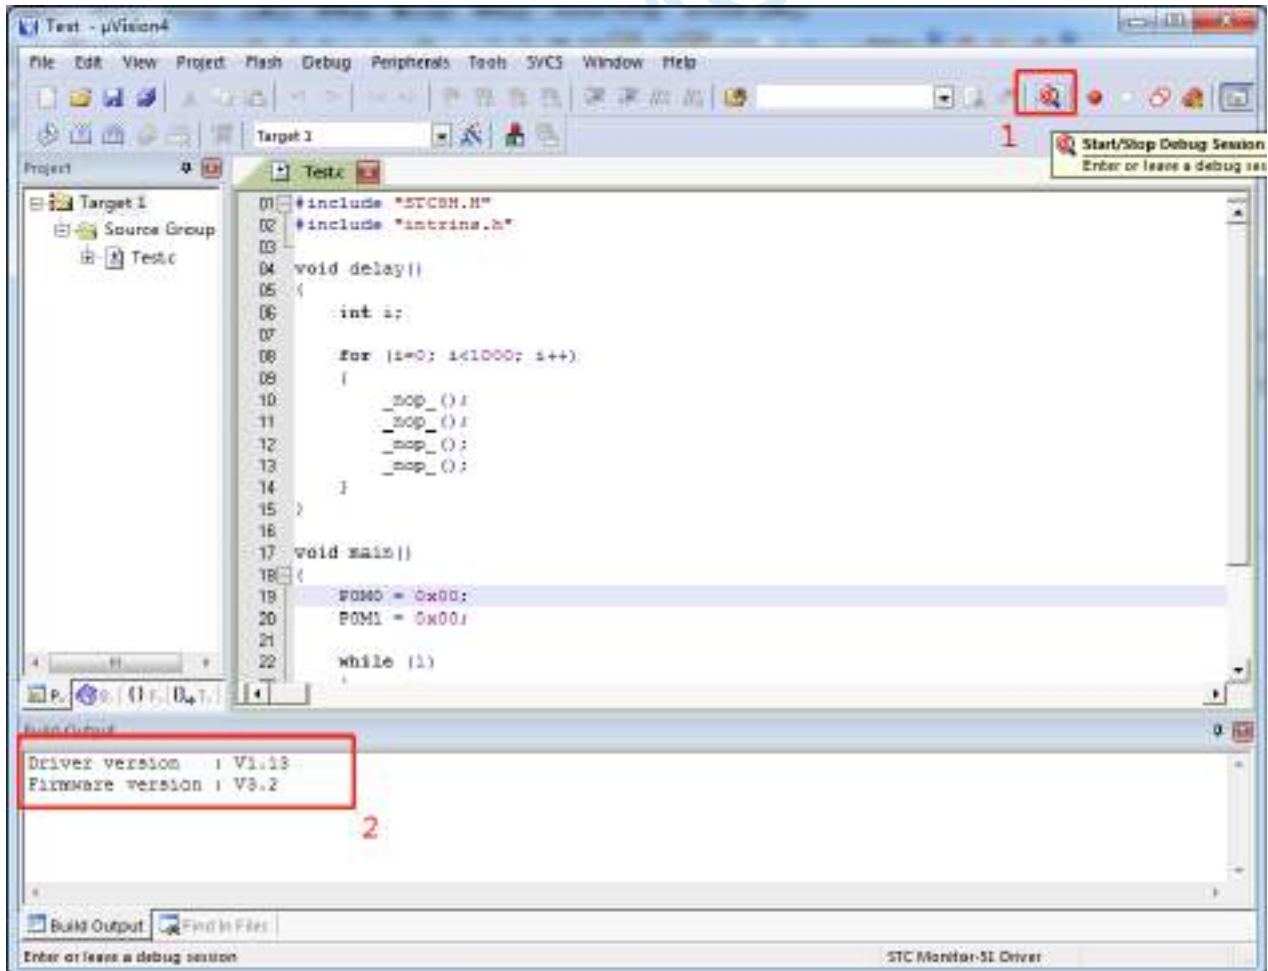 Test - µVision4
File Edit View Project Flash Debug Peripherals Tools SVCS Window Help
Target 1
1
Start/Stop Debug Session
Enter or leave a debug ses
Project
Test.c
Target 1
Source Group
Test.c
01 #include "STC8H.H"
02 #include "intrins.h"
03
04 void delay()
05 {
06 int i;
07
08 for (i=0; i<1000; i++)
09 {
10 _nop_();
11 _nop_();
12 _nop_();
13 _nop_();
14 }
15 }
16
17 void main()
18 {
19 P0M0 = 0x00;
20 P0M1 = 0x00;
21
22 while (1)
Build Output
Driver version : V1.13
Firmware version : V3.2
2
Build Output Find In Files
Enter or leave a debug session STC Monitor-51 Driver